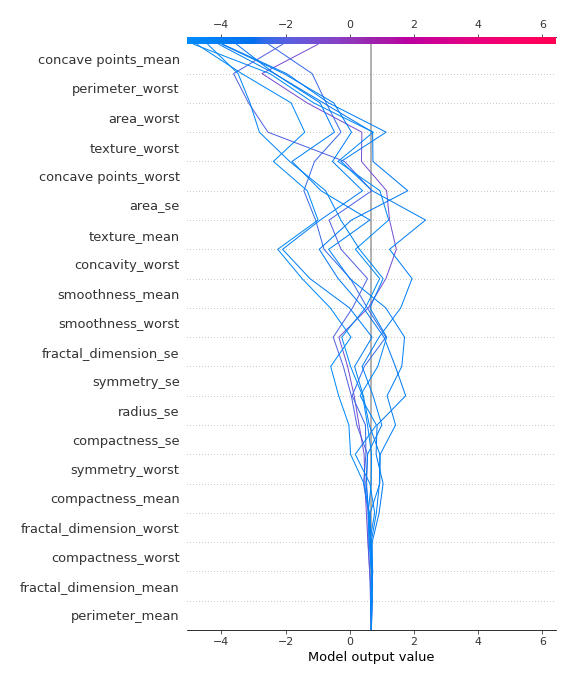 −4 −2 0 2 4 6
concave points_mean
perimeter_worst
area_worst
texture_worst
concave points_worst
area_se
texture_mean
concavity_worst
smoothness_mean
smoothness_worst
fractal_dimension_se
symmetry_se
radius_se
compactness_se
symmetry_worst
compactness_mean
fractal_dimension_worst
compactness_worst
fractal_dimension_mean
perimeter_mean
−4 −2 0 2 4 6
Model output value